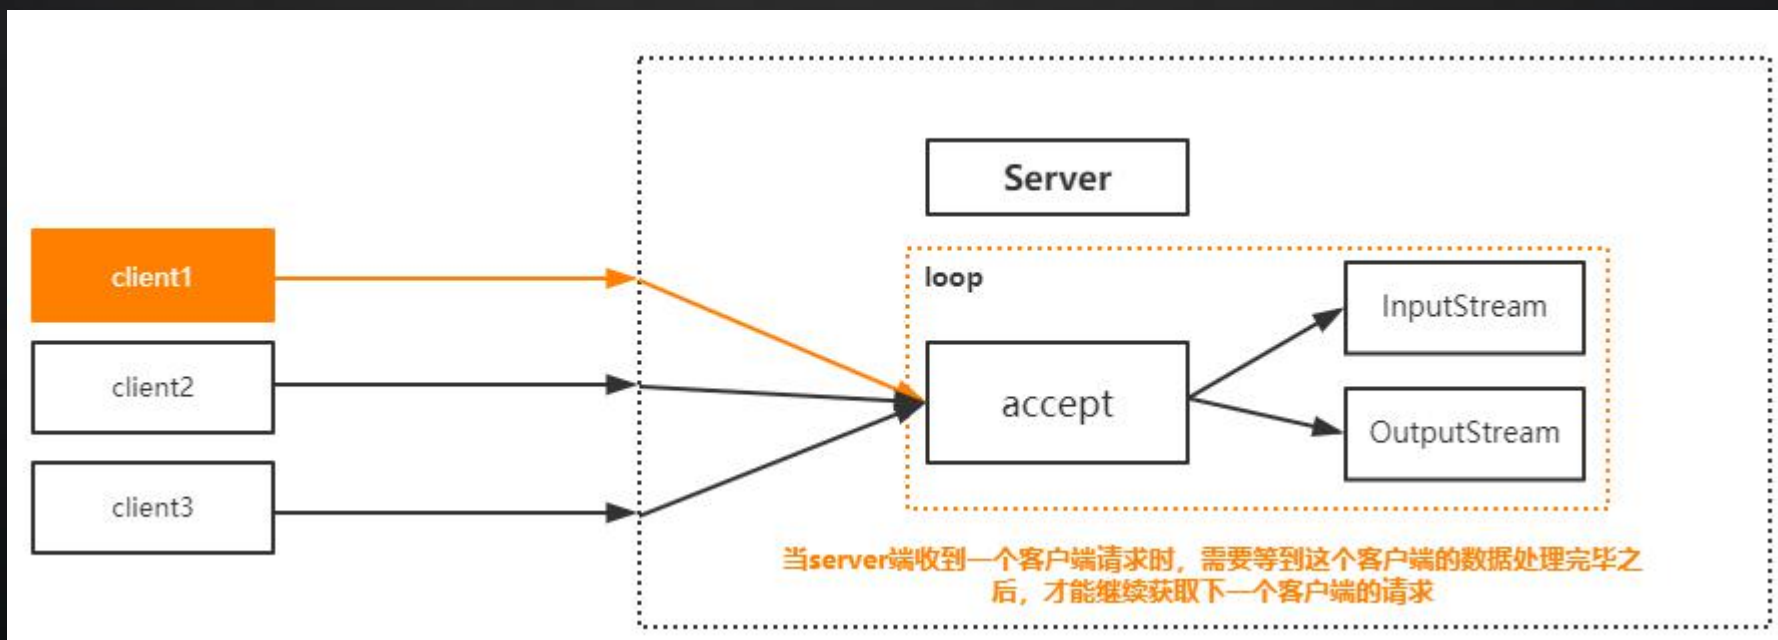 Server
client1
loop
InputStream
client2
accept
OutputStream
client3
当server端收到一个客户端请求时，需要等到这个客户端的数据处理完毕之
后，才能继续获取下一个客户端的请求